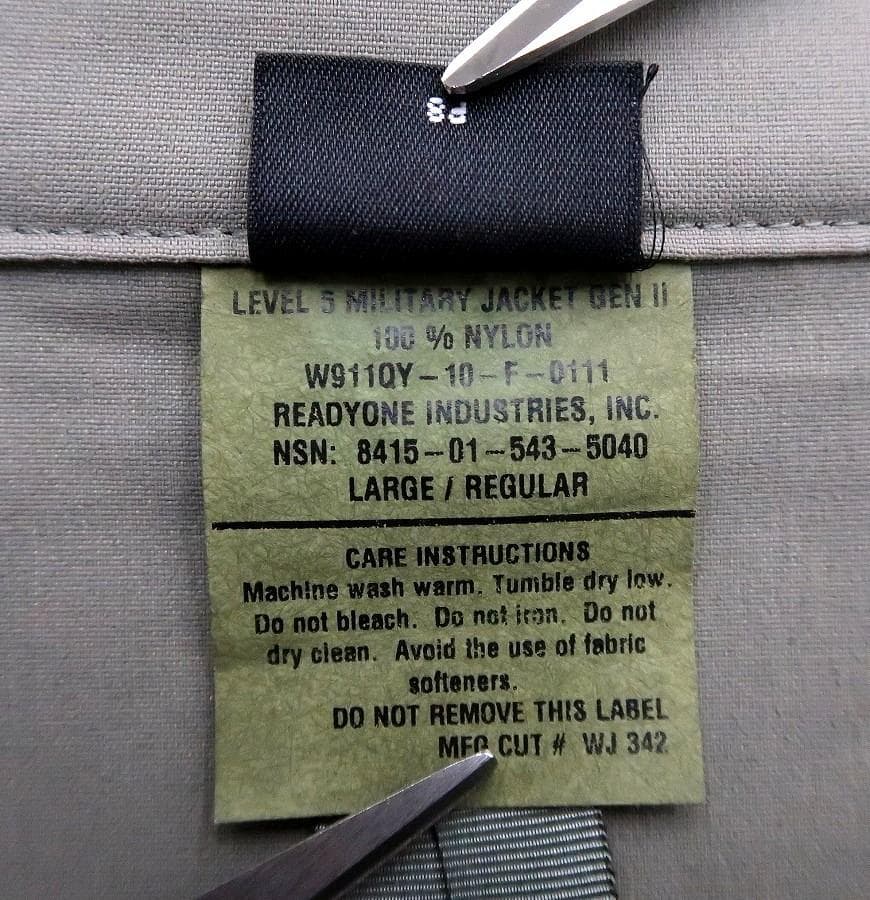 LEVEL 5 MILITARY JACKET GEN II
100 % NYLON
W911QY-10-F-0111
READYONE INDUSTRIES, INC.
NSN: 8415-01-543-5040
LARGE / REGULAR
CARE INSTRUCTIONS
Machine wash warm. Tumble dry low.
Do not bleach. Do not iron. Do not
dry clean. Avoid the use of fabric
softeners.
DO NOT REMOVE THIS LABEL
MFG CUT # WJ 342